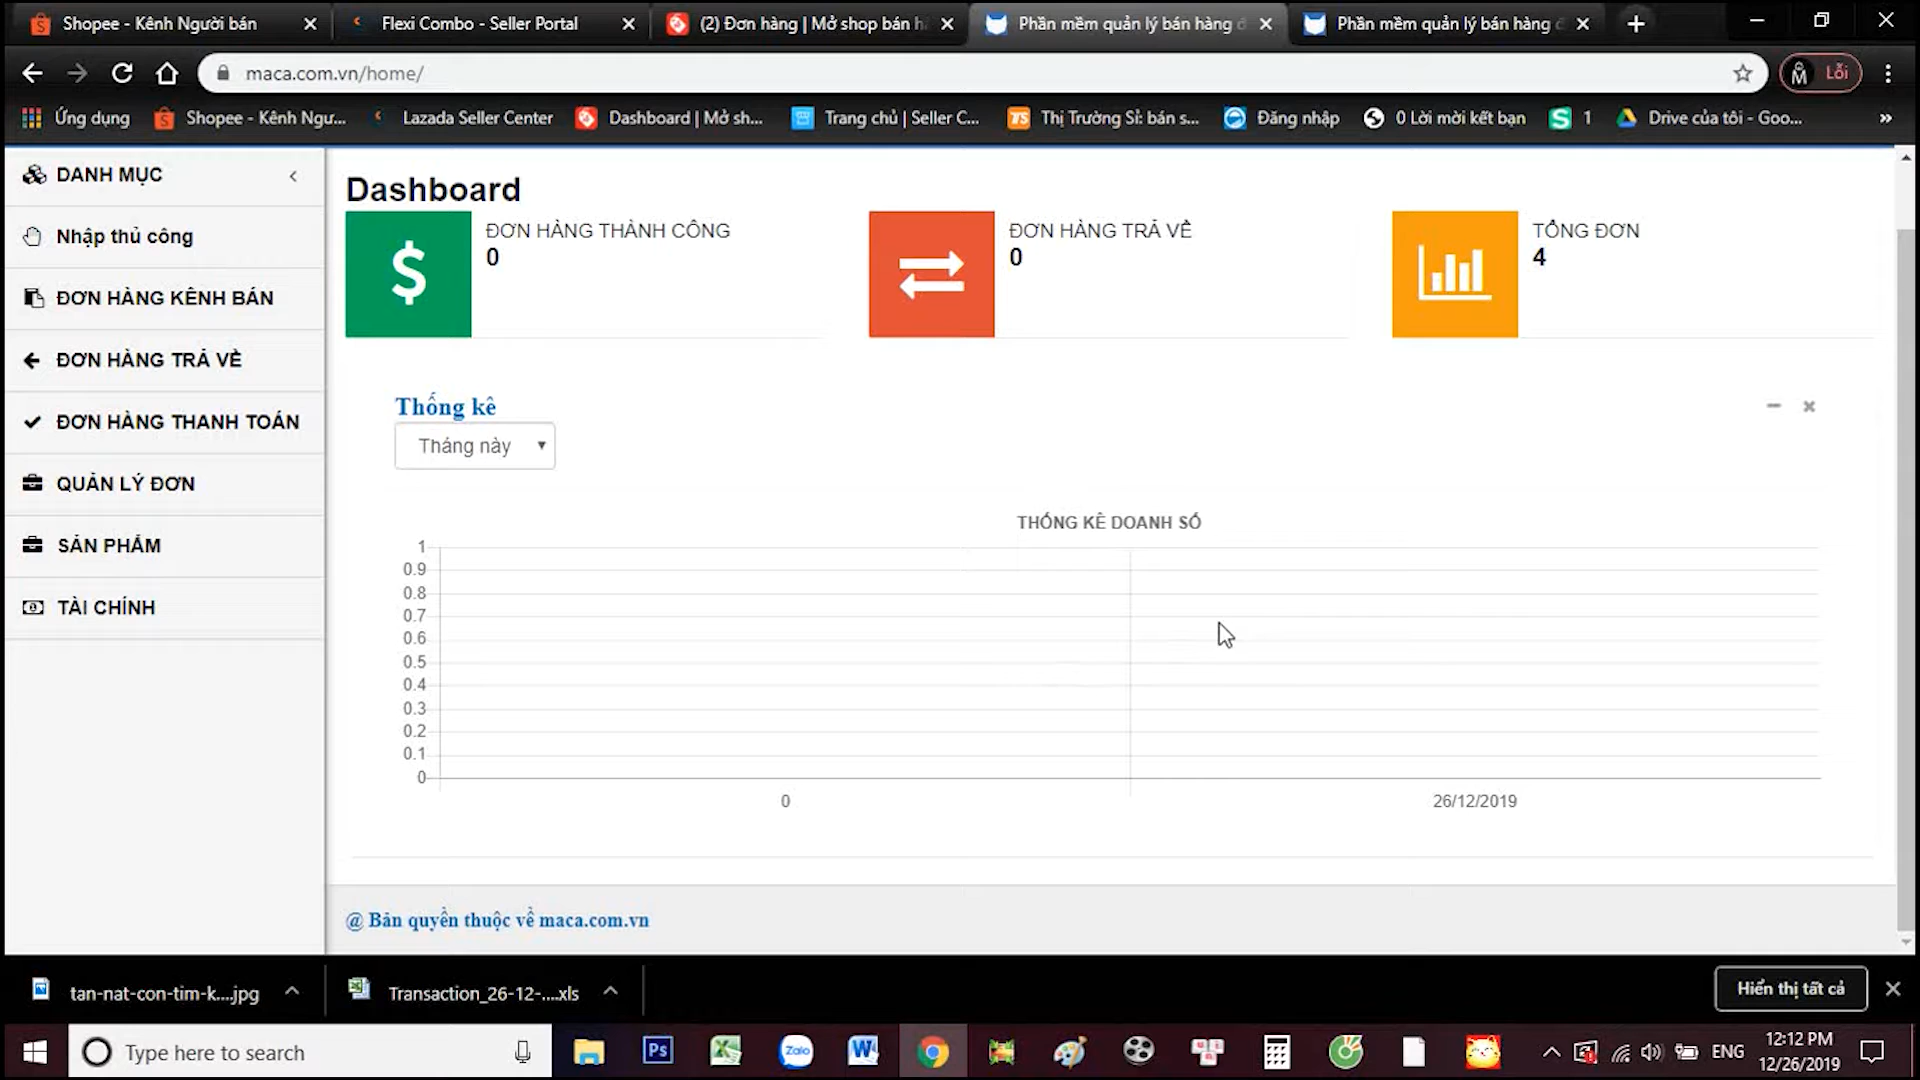 Shopee - Kênh Người bán
Flexi Combo - Seller Portal
(2) Đơn hàng | Mở shop bán h
Phần mềm quản lý bán hàng đ
Phần mềm quản lý bán hàng đ
maca.com.vn/home/
Lỗi
Ứng dụng
Shopee - Kênh Ngư...
Lazada Seller Center
Dashboard | Mở sh...
Trang chủ | Seller C...
Thị Trường Sỉ: bán s...
Đăng nhập
0 Lời mời kết bạn
1
Drive của tôi - Goo...
»
DANH MỤC
Nhập thủ công
ĐƠN HÀNG KÊNH BÁN
ĐƠN HÀNG TRẢ VỀ
ĐƠN HÀNG THANH TOÁN
QUẢN LÝ ĐƠN
SẢN PHẨM
TÀI CHÍNH
Dashboard
ĐƠN HÀNG THÀNH CÔNG
0
ĐƠN HÀNG TRẢ VỀ
0
TỔNG ĐƠN
4
Thống kê
Tháng này
THỐNG KÊ DOANH SỐ
1
0.9
0.8
0.7
0.6
0.5
0.4
0.3
0.2
0.1
0
0
26/12/2019
@ Bản quyền thuộc về maca.com.vn
tan-nat-con-tim-k....jpg
Transaction_26-12-....xls
Hiển thị tất cả
Type here to search
Ps
Zalo
W
ENG
12:12 PM
12/26/2019